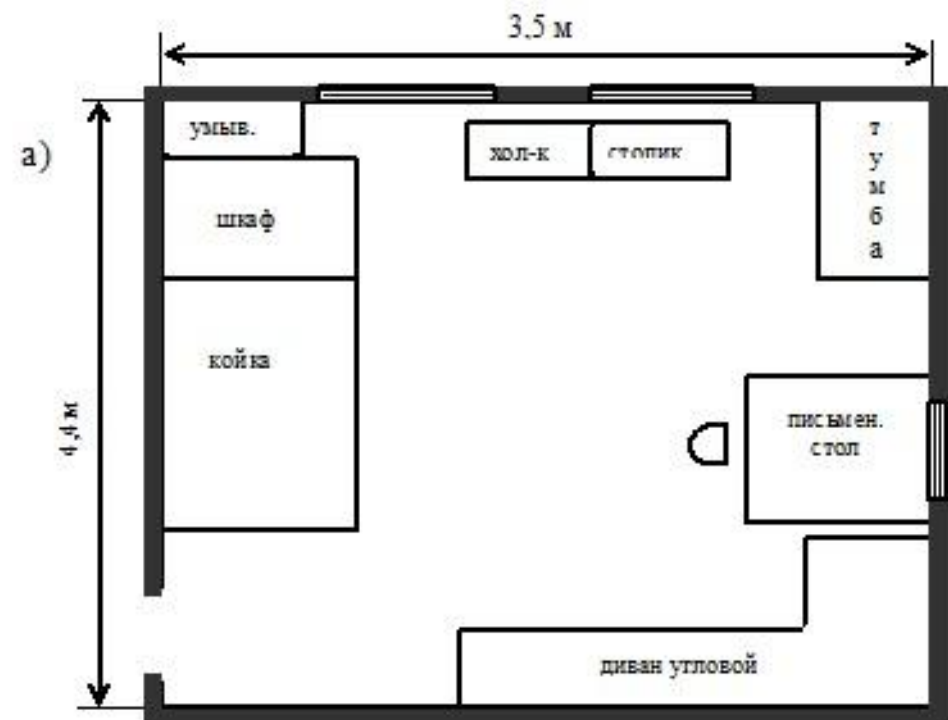 3,5 м
а)
умыв.
хол-к
столик
т
у
м
б
а
шкаф
койка
4,4 м
письмен.
стол
диван угловой